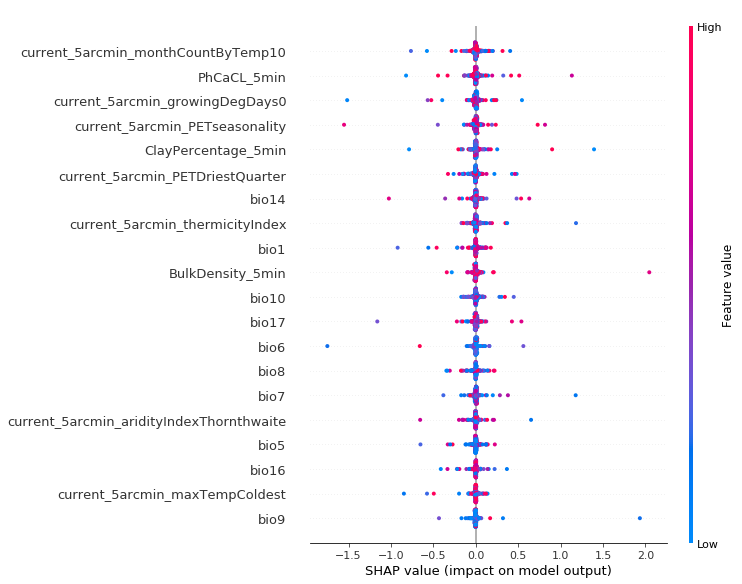 High
current_5arcmin_monthCountByTemp10
PhCaCL_5min
current_5arcmin_growingDegDays0
current_5arcmin_PETseasonality
ClayPercentage_5min
current_5arcmin_PETDriestQuarter
bio14
current_5arcmin_thermicityIndex
bio1
BulkDensity_5min
bio10
bio17
bio6
bio8
bio7
current_5arcmin_aridityIndexThornthwaite
bio5
bio16
current_5arcmin_maxTempColdest
bio9
Feature value
Low
−1.5 −1.0 −0.5 0.0 0.5 1.0 1.5 2.0
SHAP value (impact on model output)